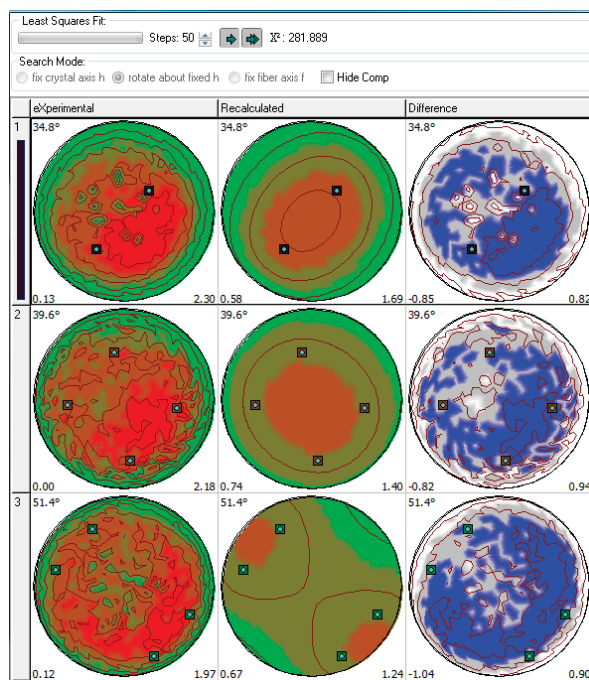 Least Squares Fit:
Steps: 50 X²: 281.889
Search Mode:
fix crystal axis h rotate about fixed h fix fiber axis f Hide Comp
eXperimental Recalculated Difference
1
34.8° 34.8° 34.8°
0.13 2.30 0.58 1.69 -0.85 0.82
2
39.6° 39.6° 39.6°
0.00 2.18 0.74 1.40 -0.82 0.94
3
51.4° 51.4° 51.4°
0.12 1.97 0.67 1.24 -1.04 0.90